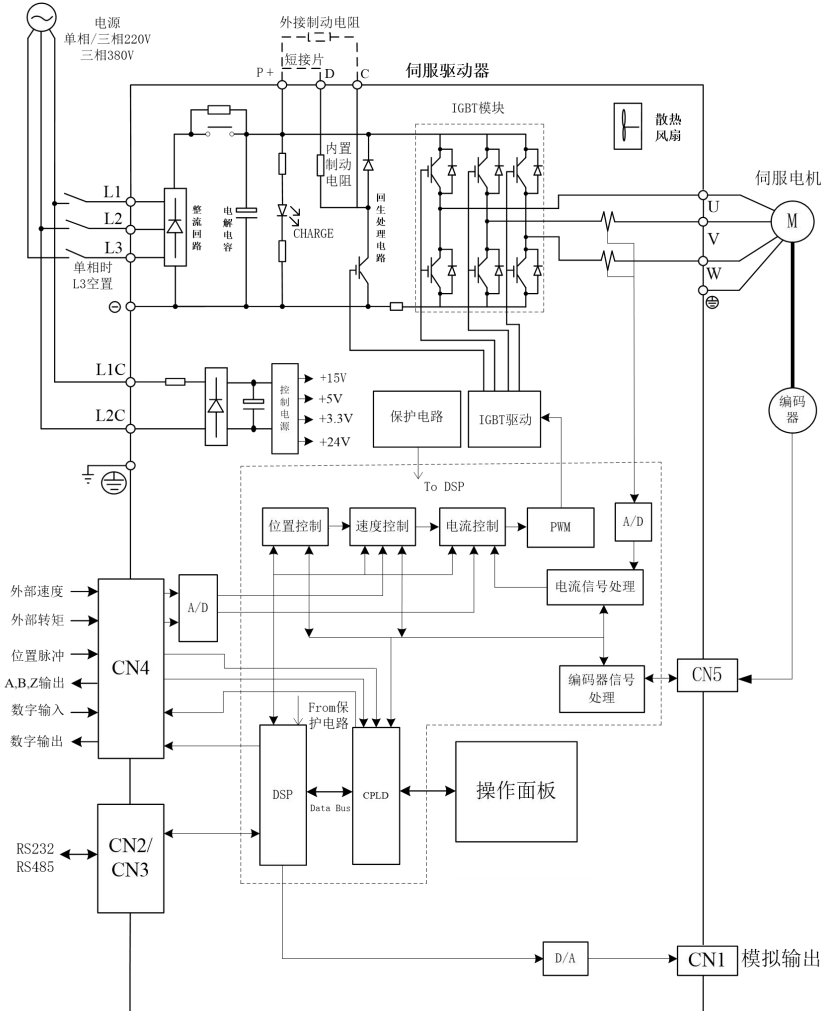 电源
单相/三相220V
三相380V
外接制动电阻
短接片
P+
D
C
伺服驱动器
IGBT模块
散热
风扇
内置
制动
电阻
伺服电机
L1
L2
L3
单相时
L3空置
整流回路
电解电容
CHARGE
回生处理电路
U
V
W
M
L1C
L2C
控制电源
+15V
+5V
+3.3V
+24V
保护电路
IGBT驱动
编码
器
To DSP
位置控制
速度控制
电流控制
PWM
A/D
外部速度
外部转矩
位置脉冲
A,B,Z输出
数字输入
数字输出
CN4
A/D
电流信号处理
编码器信号
处理
CN5
From保
护电路
DSP
Data Bus
CPLD
操作面板
RS232
RS485
CN2/
CN3
D/A
CN1
模拟输出